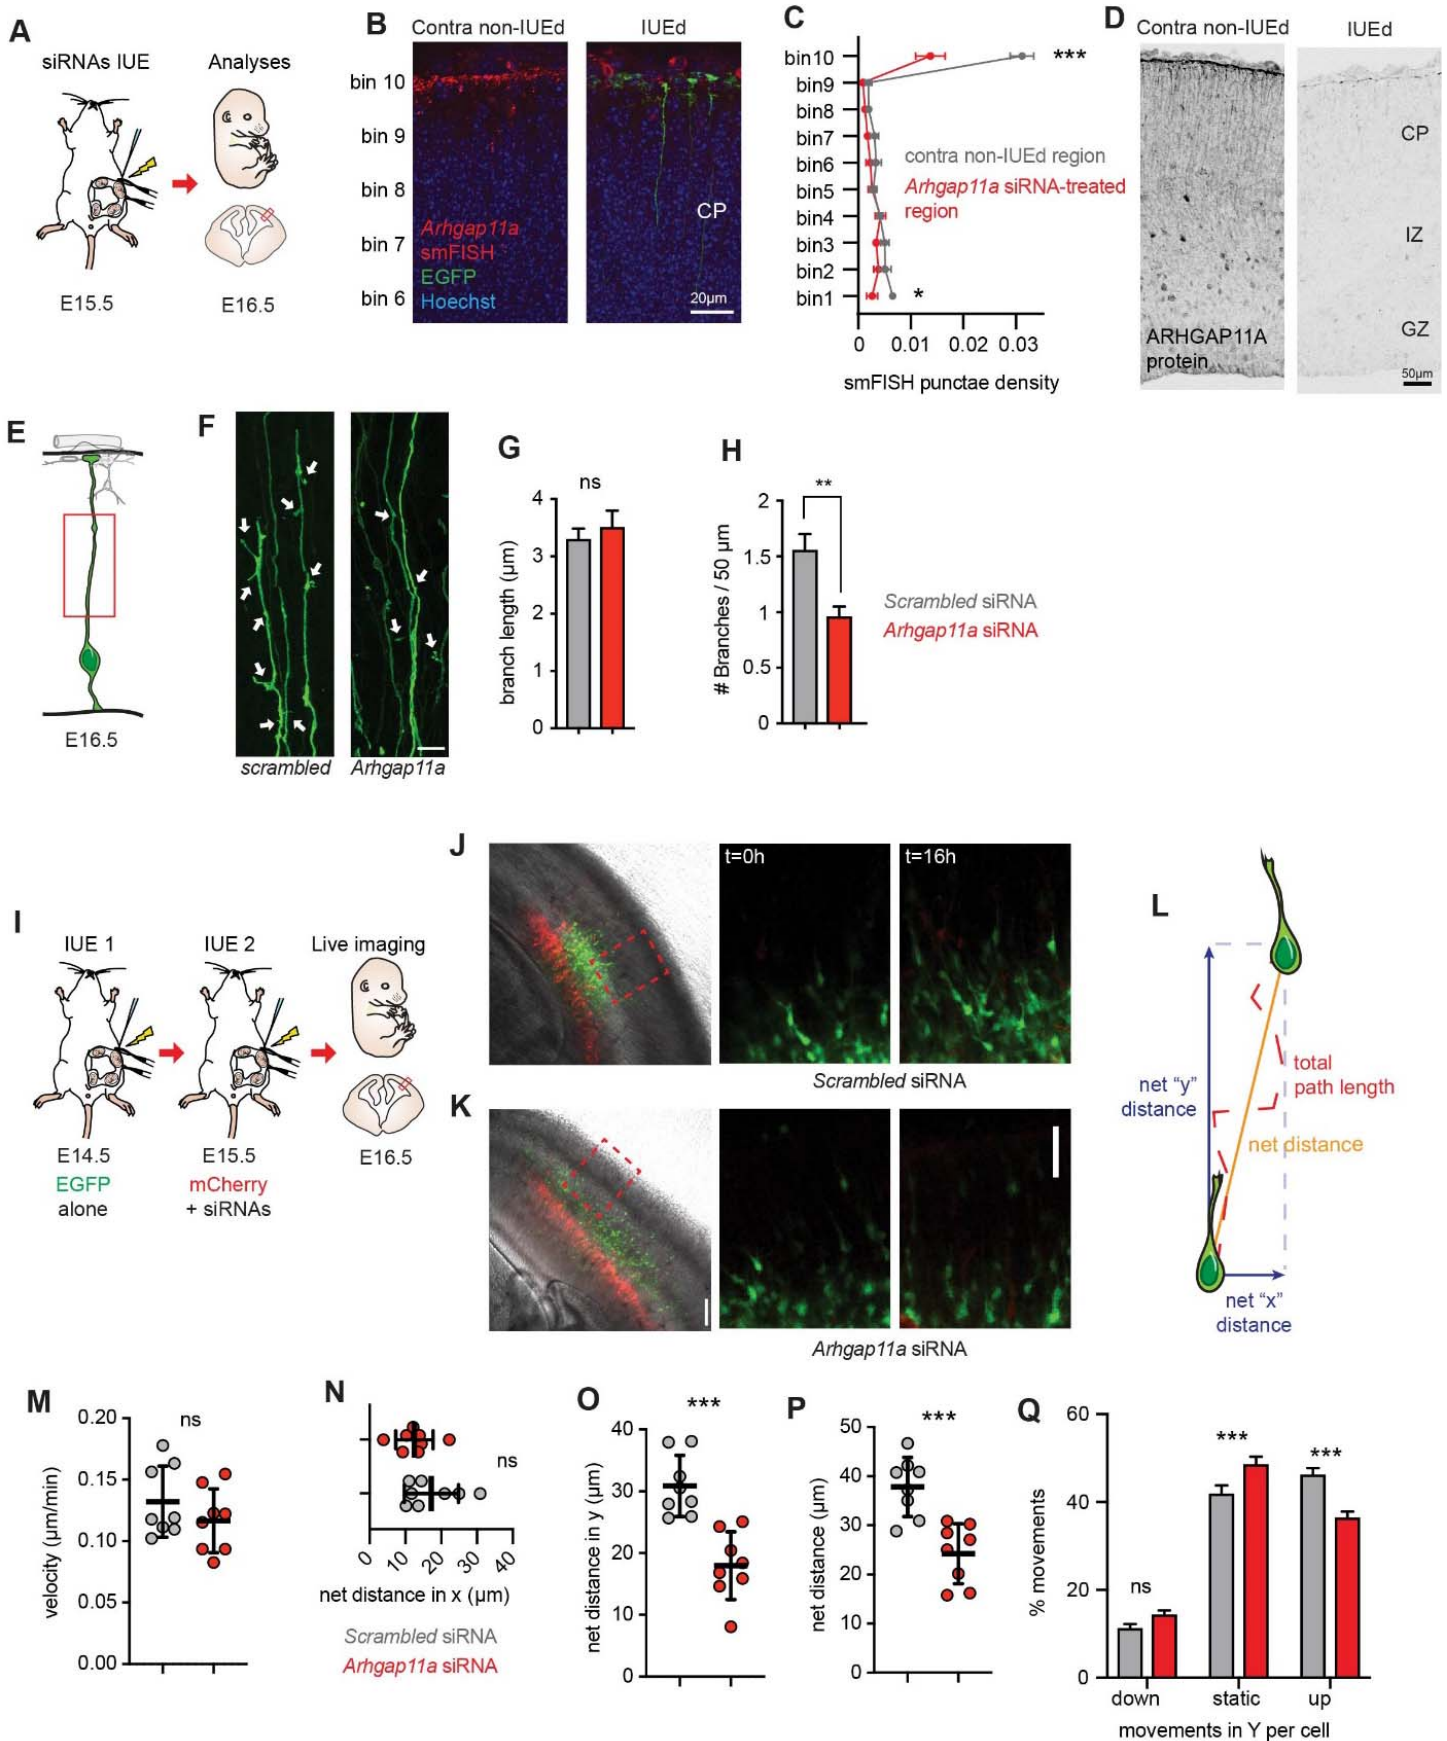 A
siRNAs IUE
Analyses
E15.5
E16.5
B
Contra non-IUEd
IUEd
bin 10
bin 9
bin 8
bin 7
bin 6
Arhgap11a
smFISH
EGFP
Hoechst
CP
20µm
C
bin10
bin9
bin8
bin7
bin6
bin5
bin4
bin3
bin2
bin1
***
*
contra non-IUEd region
Arhgap11a siRNA-treated
region
0 0.01 0.02 0.03
smFISH punctae density
D
Contra non-IUEd
IUEd
CP
IZ
GZ
ARHGAP11A
protein
50µm
E
E16.5
F
scrambled
Arhgap11a
G
ns
4
3
2
1
0
branch length (µm)
H
**
2
1.5
1
0.5
0
# Branches / 50 µm
Scrambled siRNA
Arhgap11a siRNA
I
IUE 1
IUE 2
Live imaging
E14.5
E15.5
E16.5
EGFP
alone
mCherry
+ siRNAs
J
t=0h
t=16h
Scrambled siRNA
K
Arhgap11a siRNA
L
net “y”
distance
total
path length
net distance
net “x”
distance
M
ns
0.20
0.15
0.10
0.05
0.00
velocity (µm/min)
N
ns
0 10 20 30 40
net distance in x (µm)
Scrambled siRNA
Arhgap11a siRNA
O
***
40
30
20
10
0
net distance in y (µm)
P
***
50
40
30
20
10
0
net distance (µm)
Q
60
40
20
0
% movements
ns
***
***
down
static
up
movements in Y per cell